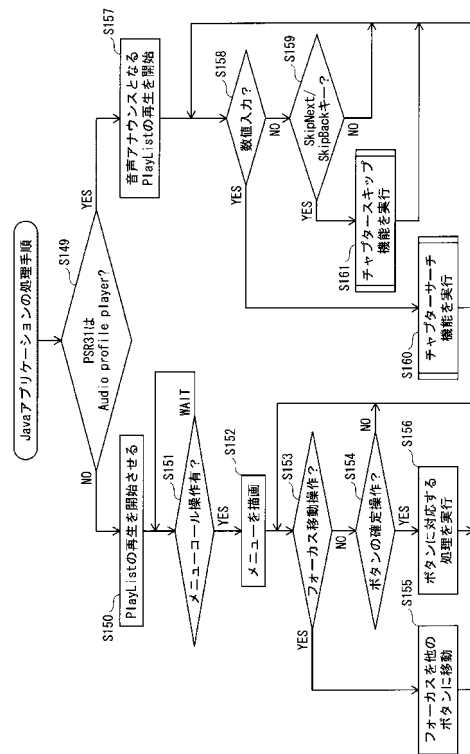 Javaアプリケーションの処理手順
S149
PSR31は
Audio profile player?
NO
YES
S150
PlayListの再生を開始させる
S151
メニューコール操作有?
WAIT
YES
S152
メニューを描画
S153
フォーカス移動操作?
YES
NO
S154
ボタンの確定操作?
NO
YES
S155
フォーカスを他の
ボタンに移動
S156
ボタンに対応する
処理を実行
S157
音声アナウンスとなる
PlayListの再生を開始
S158
数値入力?
YES
NO
S159
SkipNext/
SkipBackキー?
YES
NO
S161
チャプタースキップ
機能を実行
S160
チャプターサーチ
機能を実行